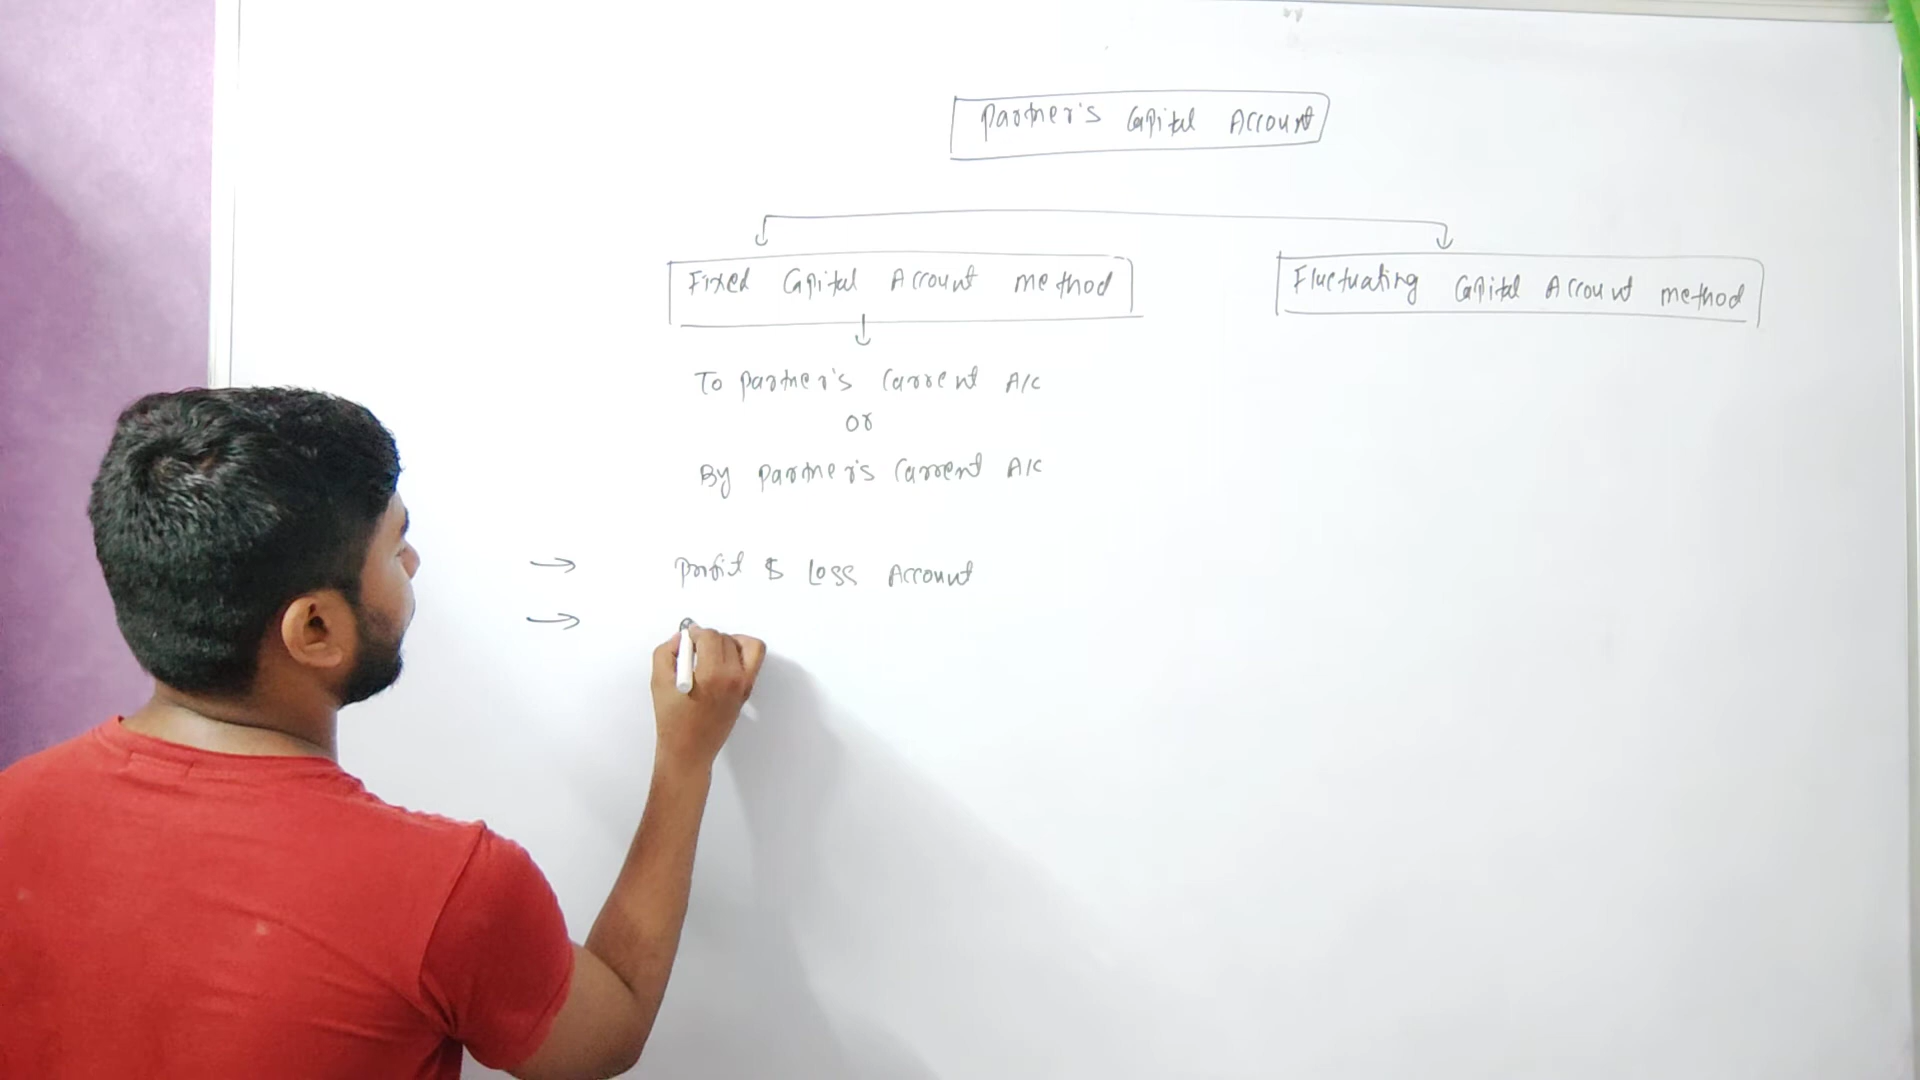 Partner's Capital Account
Fixed Capital Account method
Fluctuating Capital Account method
To partner's Current A/c
or
By partner's Current A/c
→ Profit & Loss Account
→